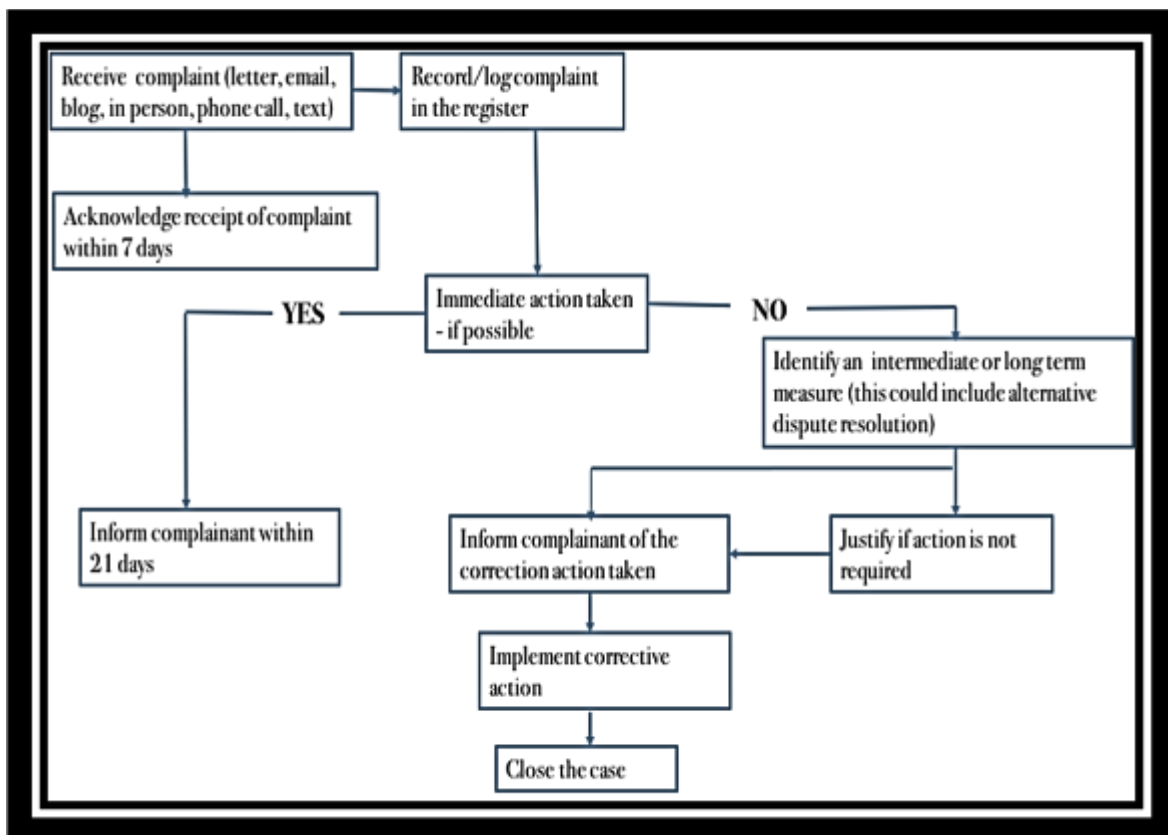 Receive complaint (letter, email,
blog, in person, phone call, text)
Record/log complaint
in the register
Acknowledge receipt of complaint
within 7 days
Immediate action taken
- if possible
YES
NO
Identify an intermediate or long term
measure (this could include alternative
dispute resolution)
Inform complainant within
21 days
Inform complainant of the
correction action taken
Justify if action is not
required
Implement corrective
action
Close the case